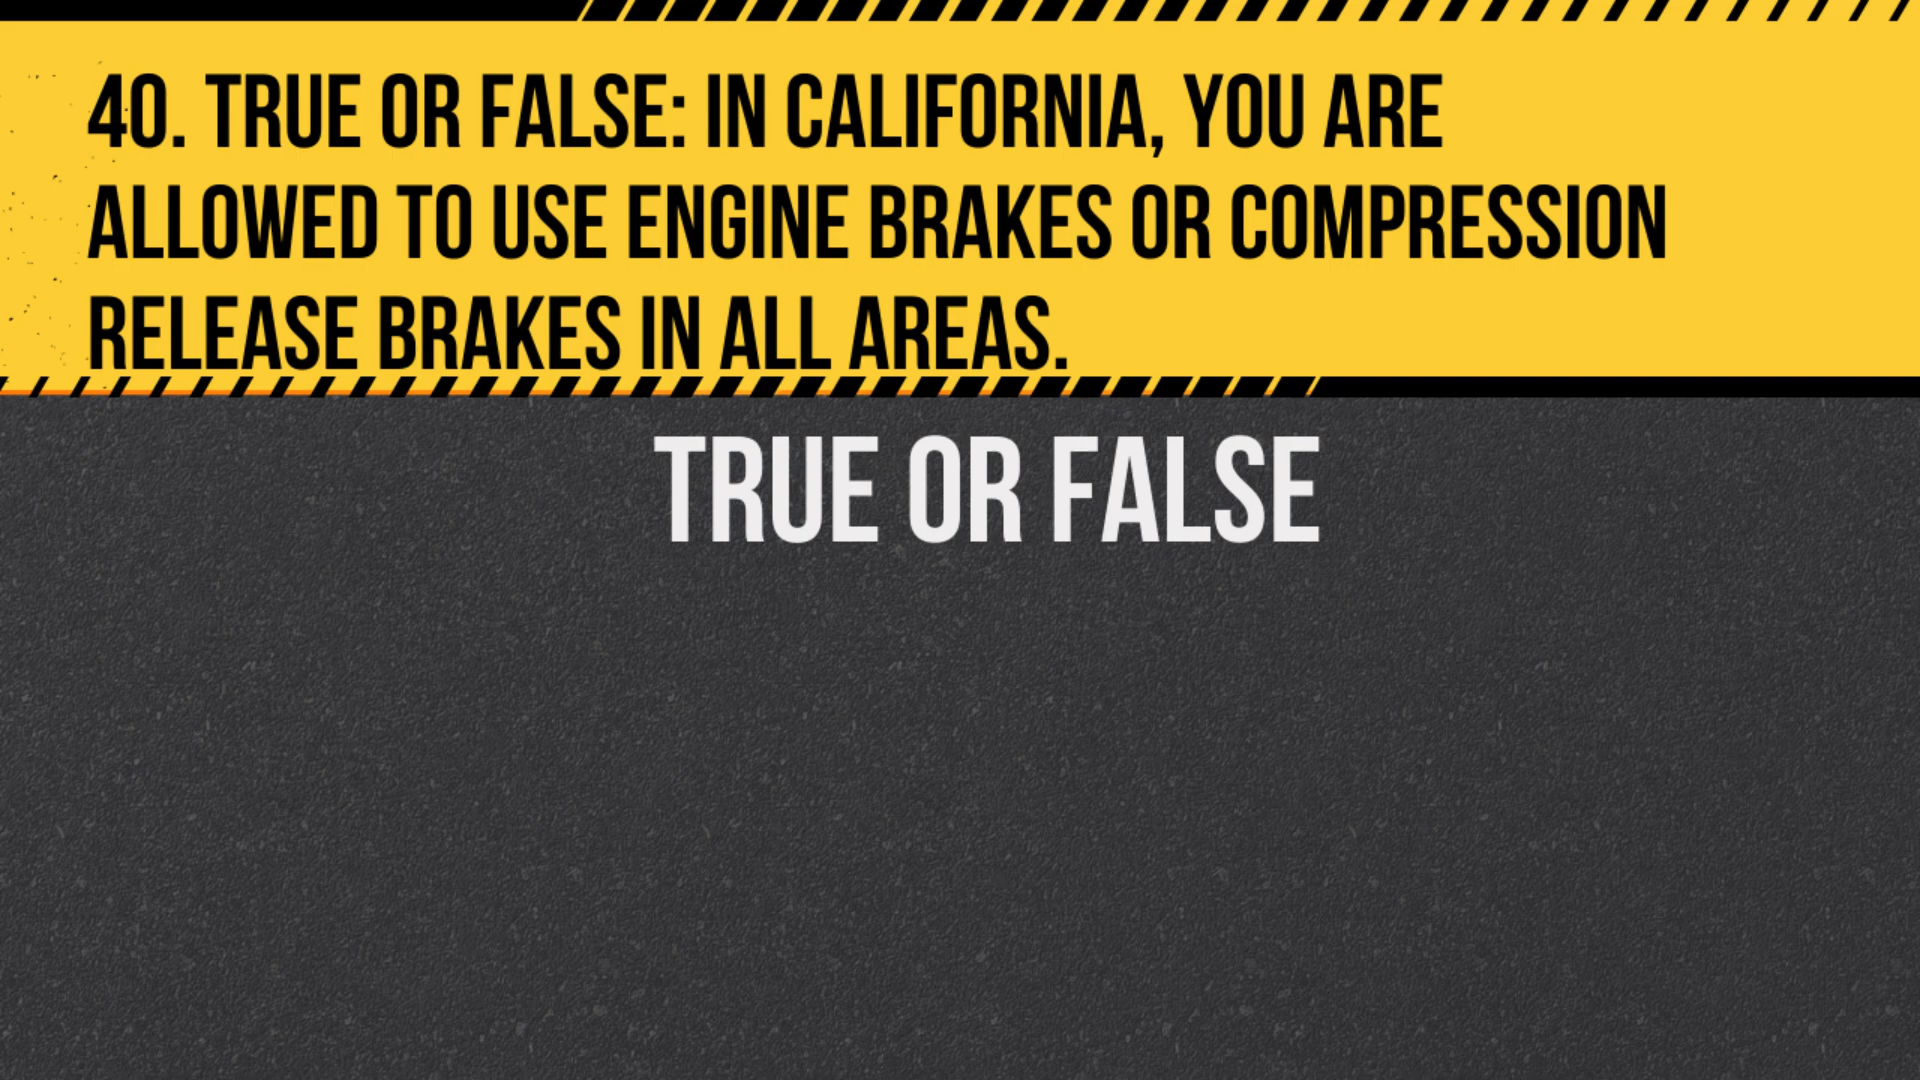 40. TRUE OR FALSE: IN CALIFORNIA, YOU ARE
ALLOWED TO USE ENGINE BRAKES OR COMPRESSION
RELEASE BRAKES IN ALL AREAS.
TRUE OR FALSE